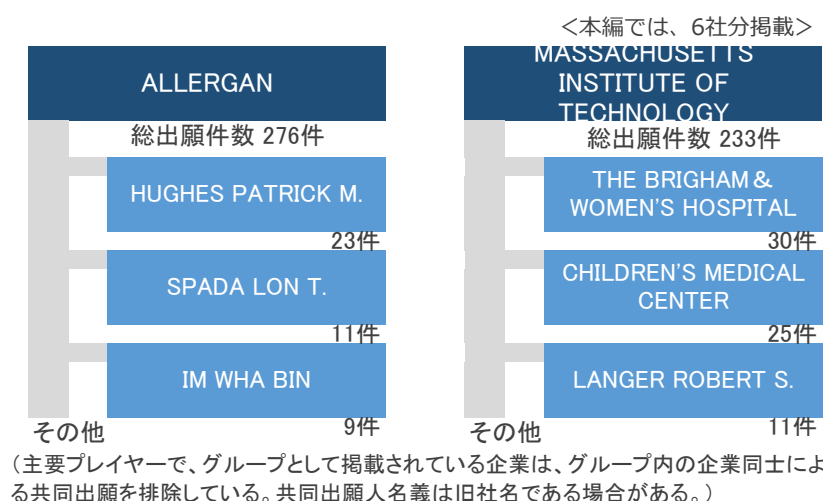 ＜本編では、6社分掲載＞
ALLERGAN
総出願件数 276件
HUGHES PATRICK M.
23件
SPADA LON T.
11件
IM WHA BIN
9件
その他
MASSACHUSETTS
INSTITUTE OF
TECHNOLOGY
総出願件数 233件
THE BRIGHAM＆
WOMEN'S HOSPITAL
30件
CHILDREN'S MEDICAL
CENTER
25件
LANGER ROBERT S.
11件
その他
（主要プレイヤーで、グループとして掲載されている企業は、グループ内の企業同士によ
る共同出願を排除している。共同出願人名義は旧社名である場合がある。）